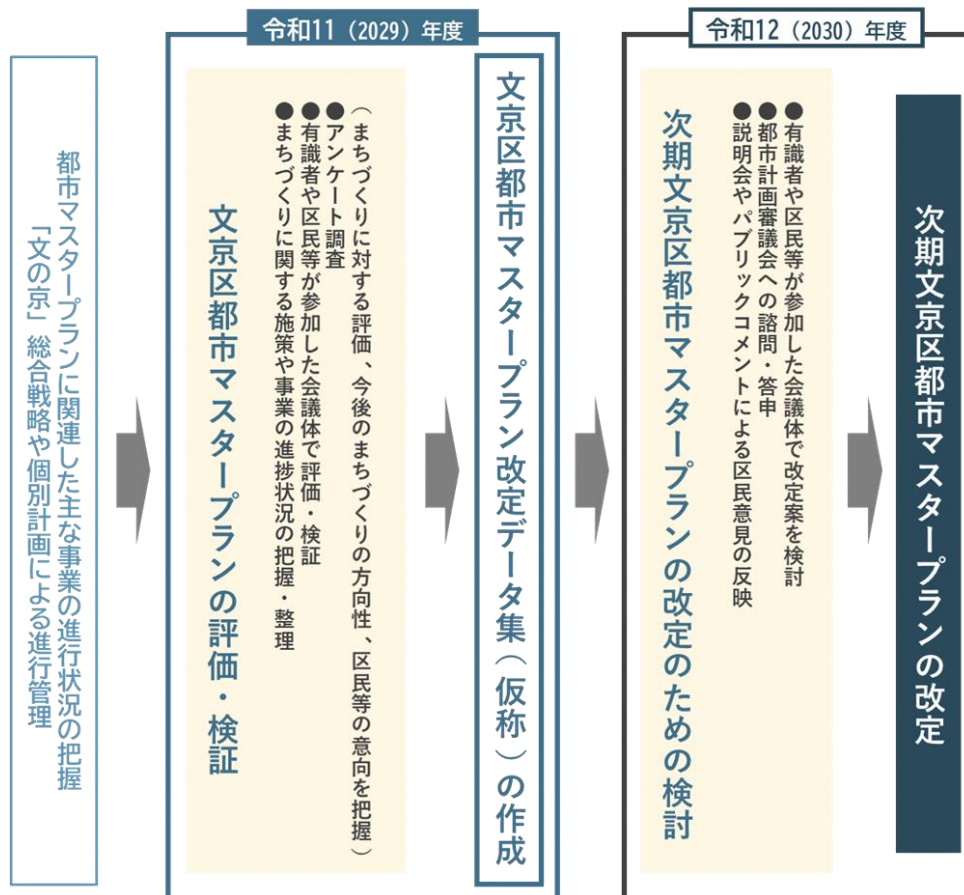 都市マスタープランに関連した主な事業の進行状況の把握
「文の京」総合戦略や個別計画による進行管理
令和11（2029）年度
文京区都市マスタープランの評価・検証
●まちづくりに関する施策や事業の進捗状況の把握・整理
●有識者や区民等が参加した会議体で評価・検証
●アンケート調査
（まちづくりに対する評価、今後のまちづくりの方向性、区民等の意向を把握）
文京区都市マスタープラン改定データ集（仮称）の作成
令和12（2030）年度
次期文京区都市マスタープランの改定のための検討
●有識者や区民等が参加した会議体で改定案を検討
●都市計画審議会への諮問・答申
●説明会やパブリックコメントによる区民意見の反映
次期文京区都市マスタープランの改定